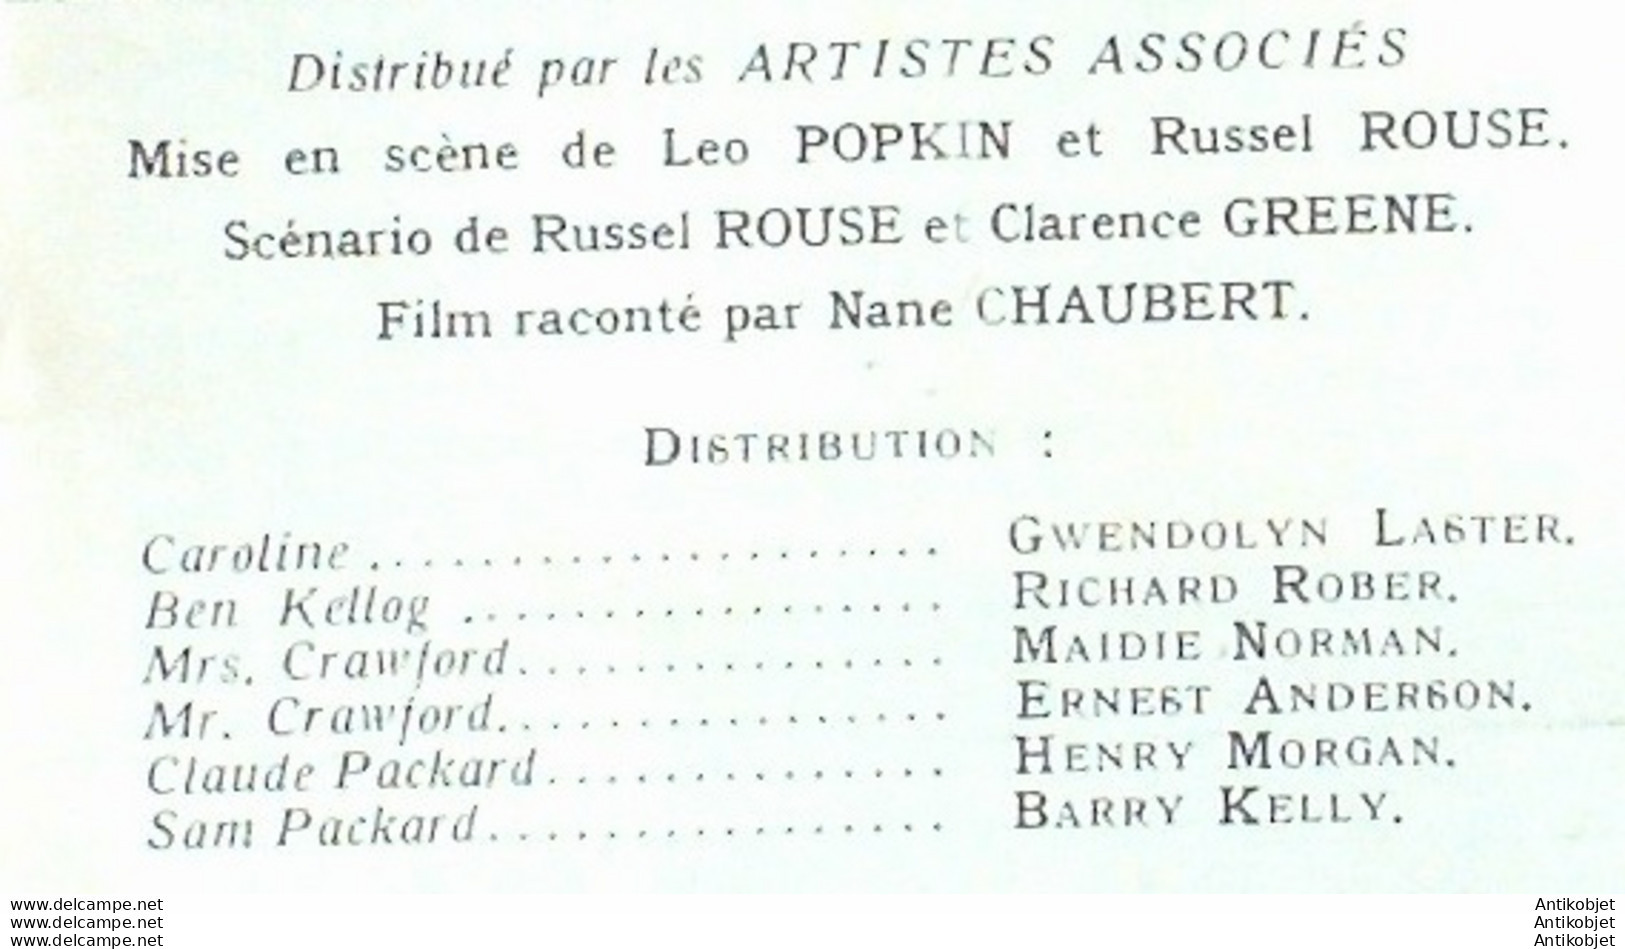 Distribué par les ARTISTES ASSOCIÉS
Mise en scène de Leo POPKIN et Russel ROUSE.
Scénario de Russel ROUSE et Clarence GREENE.
Film raconté par Nane CHAUBERT.
DISTRIBUTION :
Caroline ..................... GWENDOLYN LASTER.
Ben Kellog ................. RICHARD ROBER.
Mrs. Crawford................ MAIDIE NORMAN.
Mr. Crawford................. ERNEST ANDERSON.
Claude Packard............... HENRY MORGAN.
Sam Packard................. BARRY KELLY.
www.delcampe.net Antikobjet
www.delcampe.net Antikobjet
www.delcampe.net Antikobjet